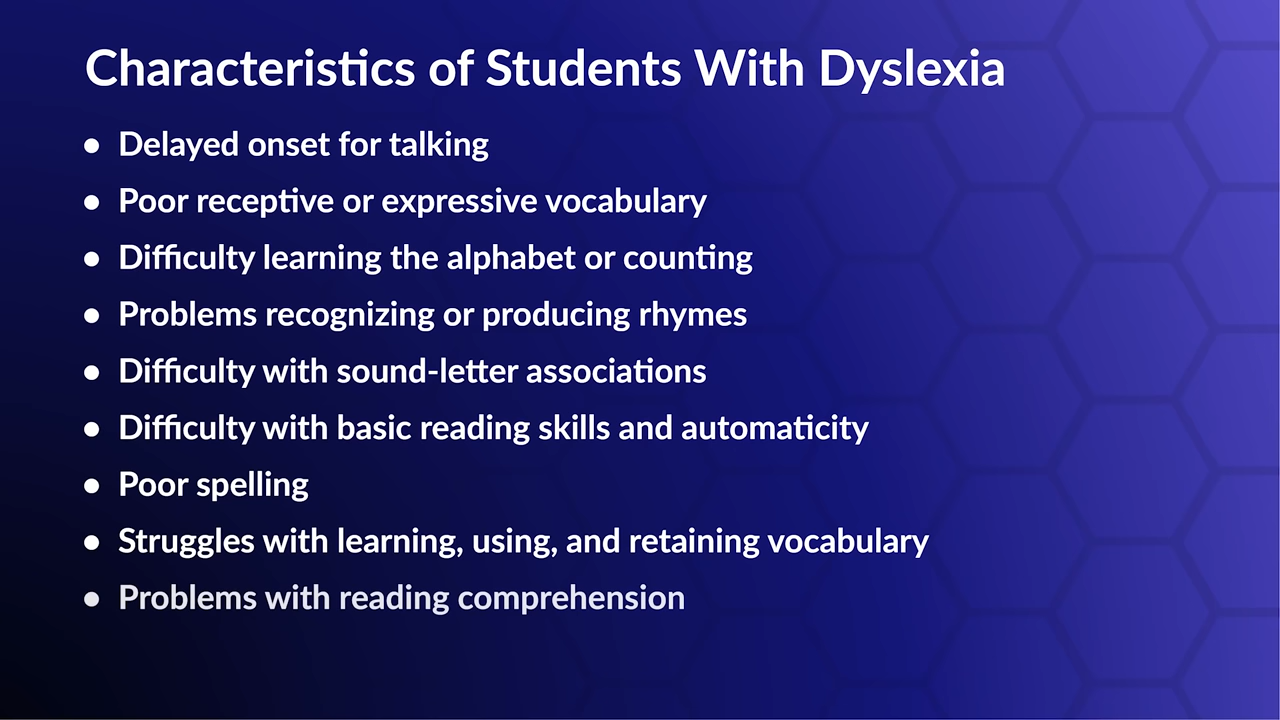 Characteristics of Students With Dyslexia
• Delayed onset for talking
• Poor receptive or expressive vocabulary
• Difficulty learning the alphabet or counting
• Problems recognizing or producing rhymes
• Difficulty with sound-letter associations
• Difficulty with basic reading skills and automaticity
• Poor spelling
• Struggles with learning, using, and retaining vocabulary
• Problems with reading comprehension